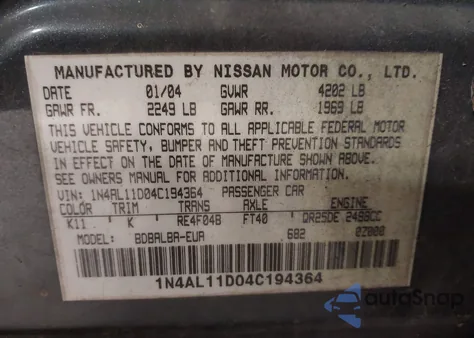 MANUFACTURED BY NISSAN MOTOR CO., LTD.
DATE 01/04 GVWR 4202 LB
GAWR FR. 2249 LB GAWR RR. 1969 LB
THIS VEHICLE CONFORMS TO ALL APPLICABLE FEDERAL MOTOR
VEHICLE SAFETY, BUMPER AND THEFT PREVENTION STANDARDS
IN EFFECT ON THE DATE OF MANUFACTURE SHOWN ABOVE.
SEE OWNERS MANUAL FOR ADDITIONAL INFORMATION.
VIN: 1N4AL11D04C194364 PASSENGER CAR
COLOR TRIM TRANS AXLE ENGINE
K11 K RE4F04B FT40 QR25DE 2488CC
MODEL: BDBALBA-EUA 682 0Z000
1N4AL11D04C194364
autoSnap